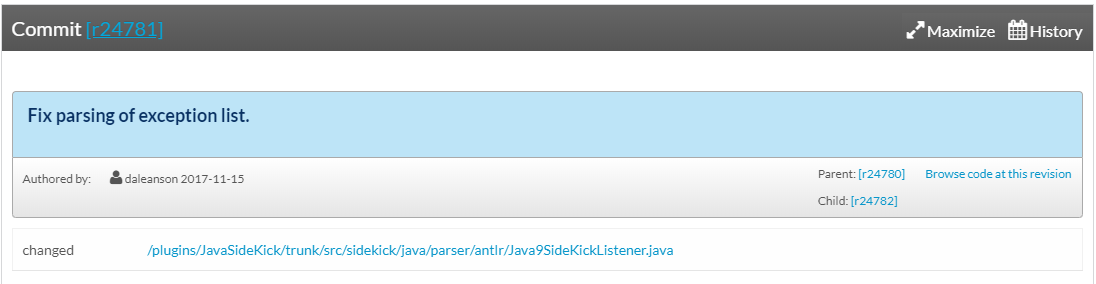 Commit [r24781]
Maximize
History
Fix parsing of exception list.
Authored by: daleanson 2017-11-15
Parent: [r24780]
Browse code at this revision
Child: [r24782]
changed /plugins/JavaSideKick/trunk/src/sidekick/java/parser/antlr/Java9SideKickListener.java